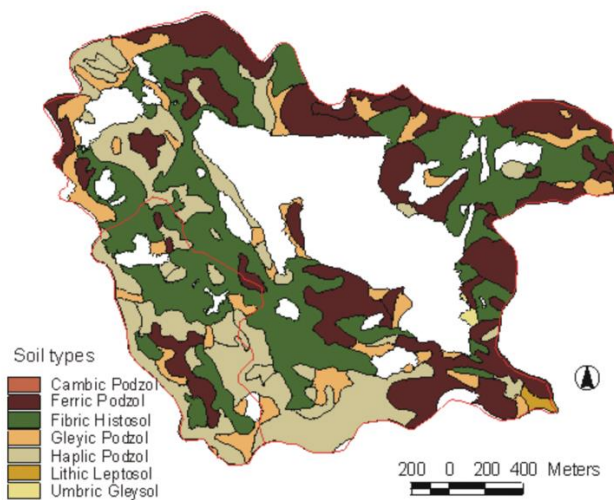 Soil types
Cambic Podzol
Ferric Podzol
Fibric Histosol
Gleyic Podzol
Haplic Podzol
Lithic Leptosol
Umbric Gleysol
200 0 200 400 Meters